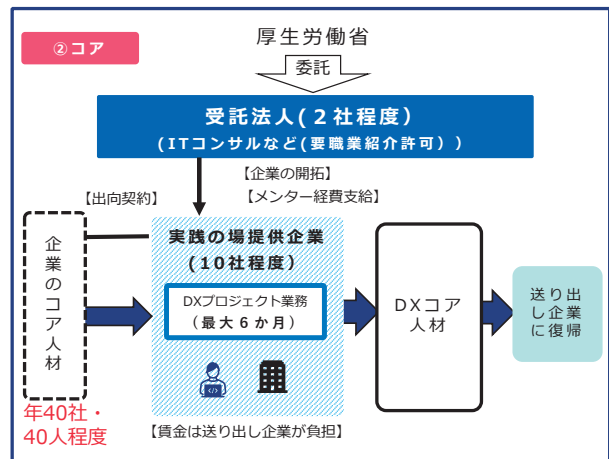 ②コア
厚生労働省
委託
受託法人(２社程度)
(ITコンサルなど(要職業紹介許可））
【企業の開拓】
【出向契約】
【メンター経費支給】
企業のコア人材
実践の場提供企業
(10社程度)
DXプロジェクト業務
（最大６か月）
DXコア
人材
送り出
し企業
に復帰
年40社・
40人程度
【賃金は送り出し企業が負担】